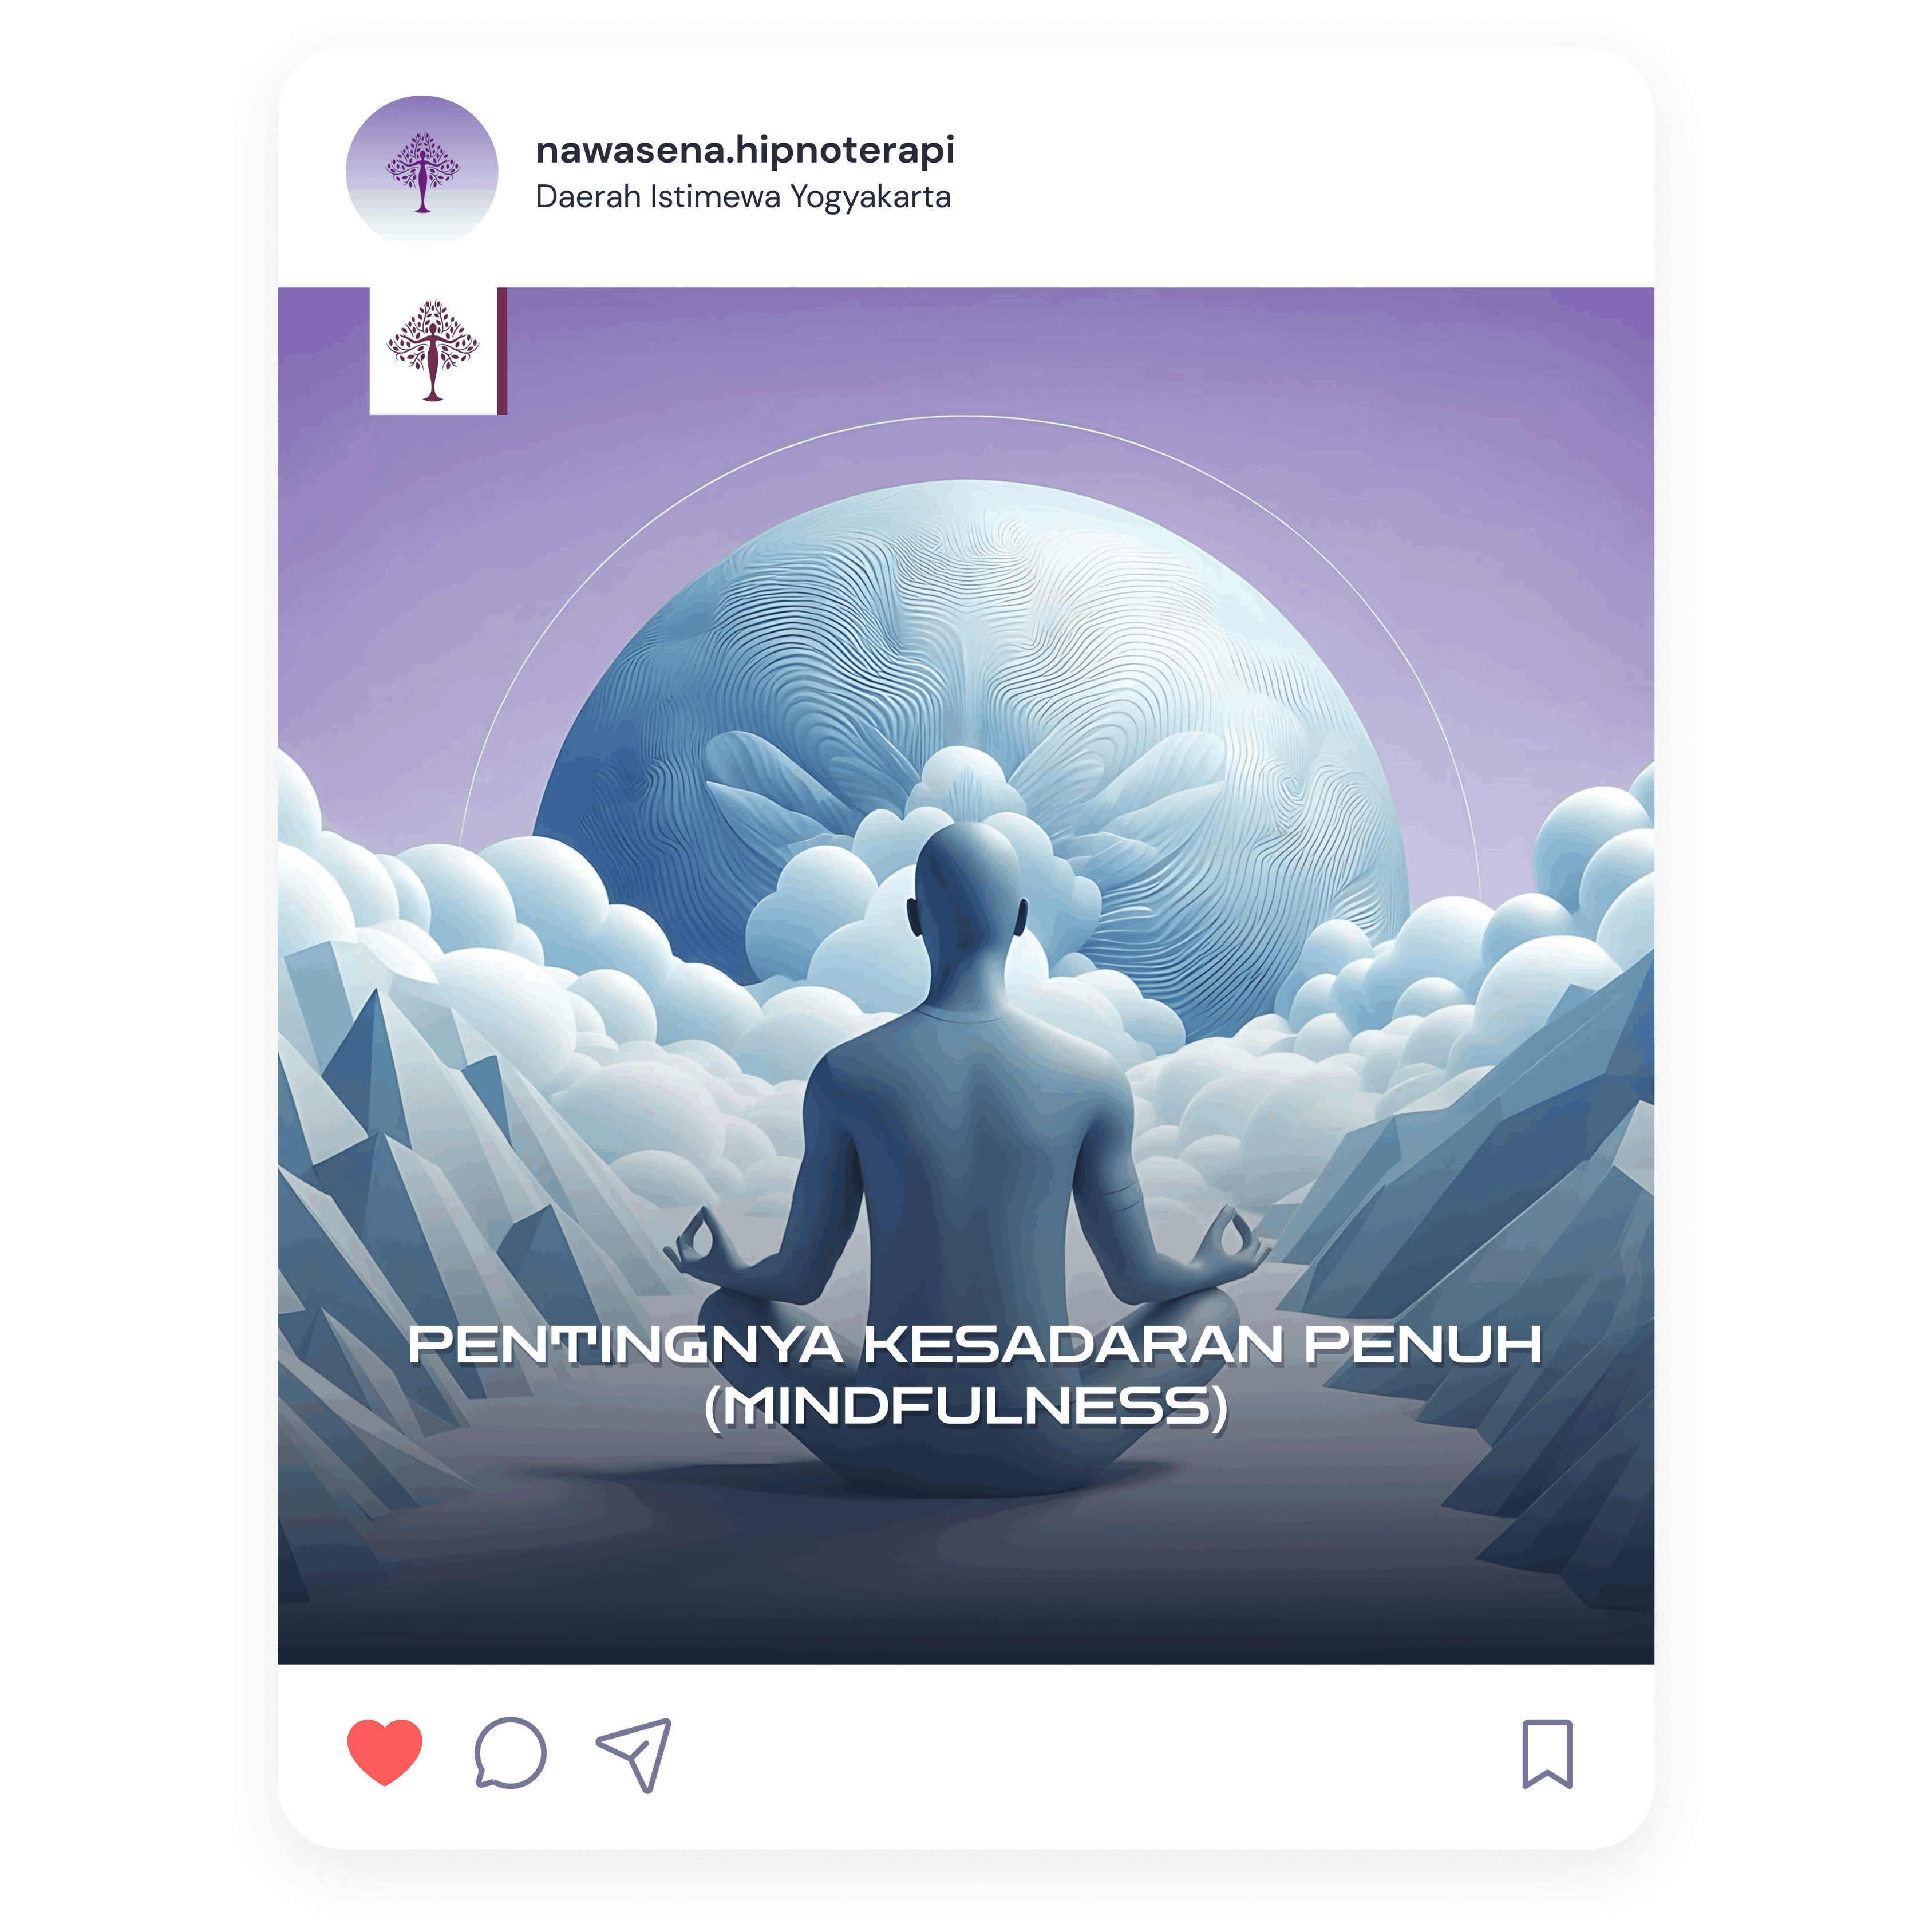 nawasena.hipnoterapi
Daerah Istimewa Yogyakarta
PENTINGNYA KESADARAN PENUH
(MINDFULNESS)